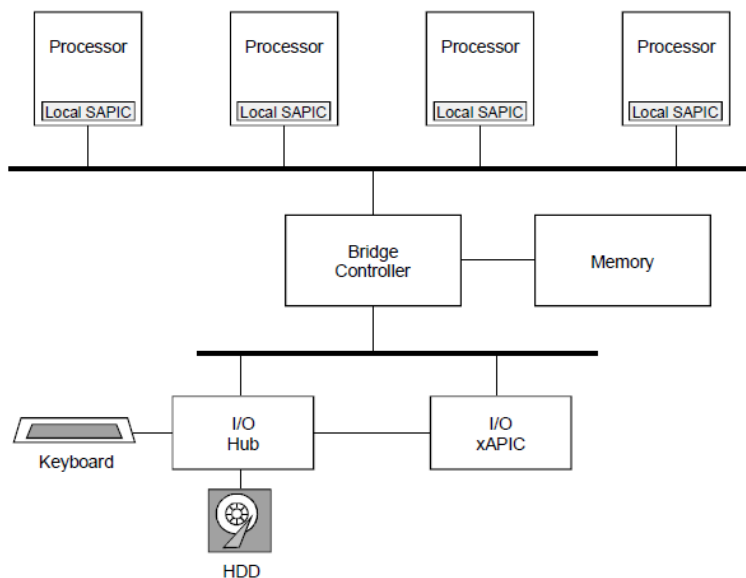 Processor
Processor
Processor
Processor
Local SAPIC
Local SAPIC
Local SAPIC
Local SAPIC
Bridge
Controller
Memory
I/O
Hub
I/O
xAPIC
Keyboard
HDD